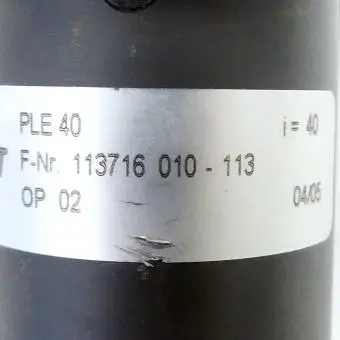 PLE 40 i = 40
F-Nr. 113716 010 - 113
OP 02 04/05